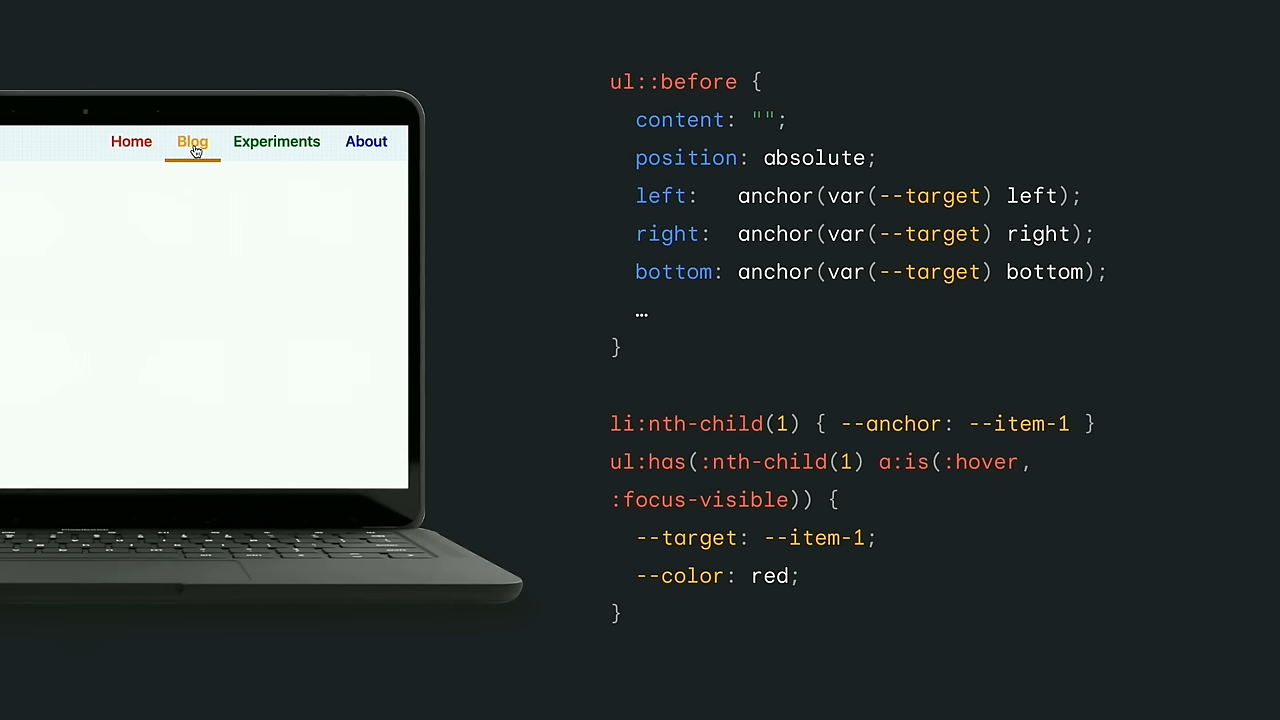 Home Blog Experiments About
ul::before {
content: "";
position: absolute;
left: anchor(var(--target) left);
right: anchor(var(--target) right);
bottom: anchor(var(--target) bottom);
…
}
li:nth-child(1) { --anchor: --item-1 }
ul:has(:nth-child(1) a:is(:hover,
:focus-visible)) {
--target: --item-1;
--color: red;
}